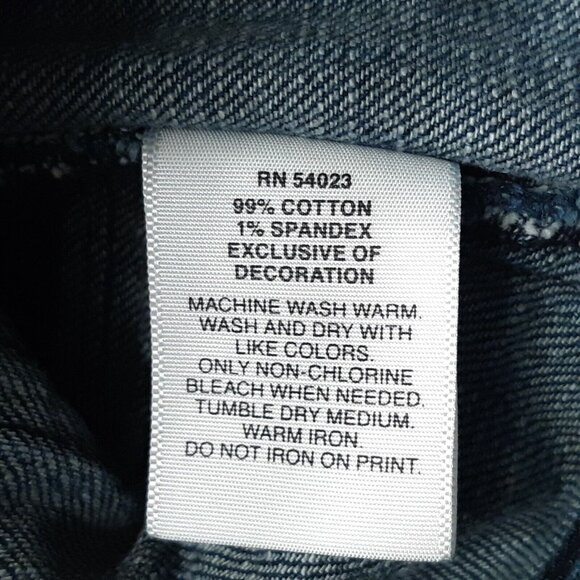 RN 54023
99% COTTON
1% SPANDEX
EXCLUSIVE OF
DECORATION
MACHINE WASH WARM.
WASH AND DRY WITH
LIKE COLORS.
ONLY NON-CHLORINE
BLEACH WHEN NEEDED.
TUMBLE DRY MEDIUM.
WARM IRON.
DO NOT IRON ON PRINT.